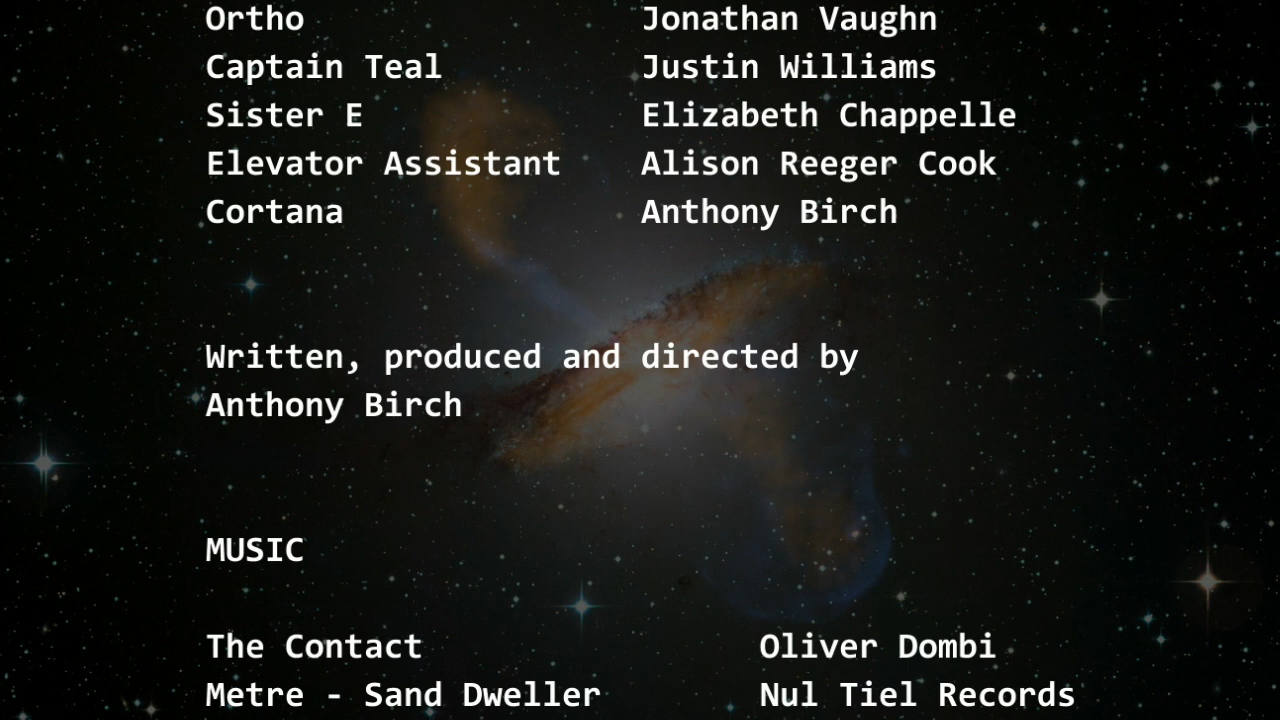 Ortho Jonathan Vaughn
Captain Teal Justin Williams
Sister E Elizabeth Chappelle
Elevator Assistant Alison Reeger Cook
Cortana Anthony Birch
Written, produced and directed by
Anthony Birch
MUSIC
The Contact Oliver Dombi
Metre - Sand Dweller Nul Tiel Records